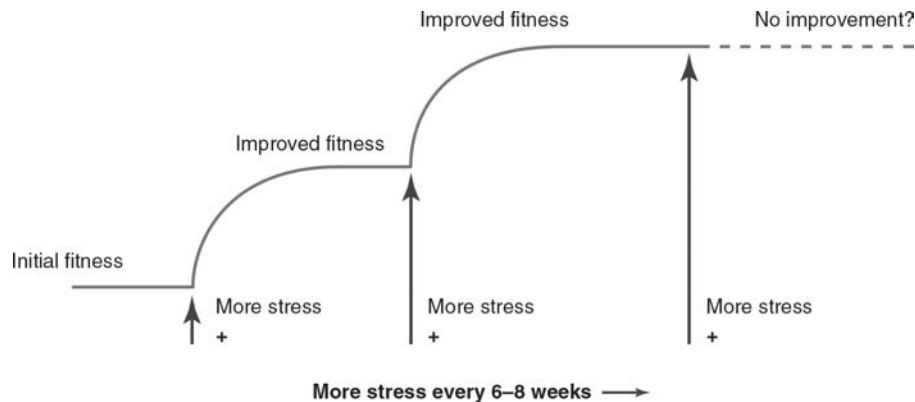 Improved fitness
No improvement?
Improved fitness
Initial fitness
More stress
+
More stress
+
More stress
+
More stress every 6–8 weeks